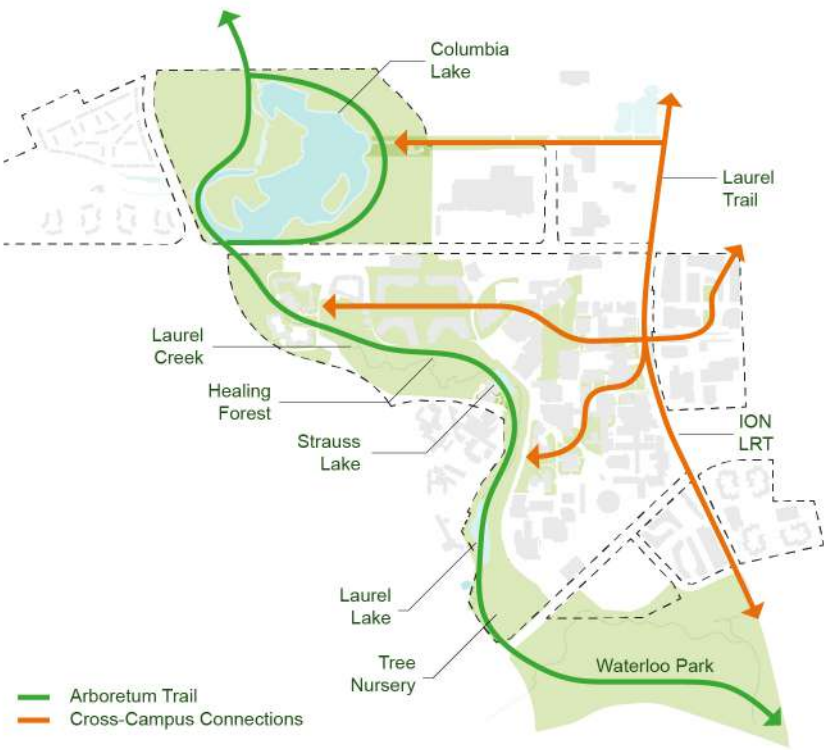 Columbia
Lake
Laurel
Trail
Laurel
Creek
Healing
Forest
Strauss
Lake
ION
LRT
Laurel
Lake
Tree
Nursery
Waterloo Park
Arboretum Trail
Cross-Campus Connections